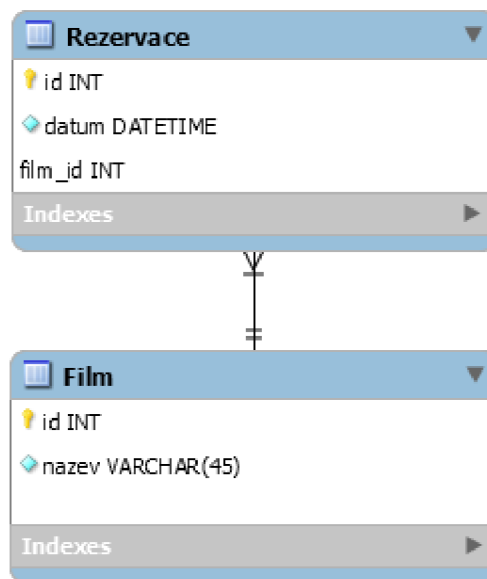 Rezervace
id INT
datum DATETIME
film_id INT
Indexes
Film
id INT
nazev VARCHAR(45)
Indexes